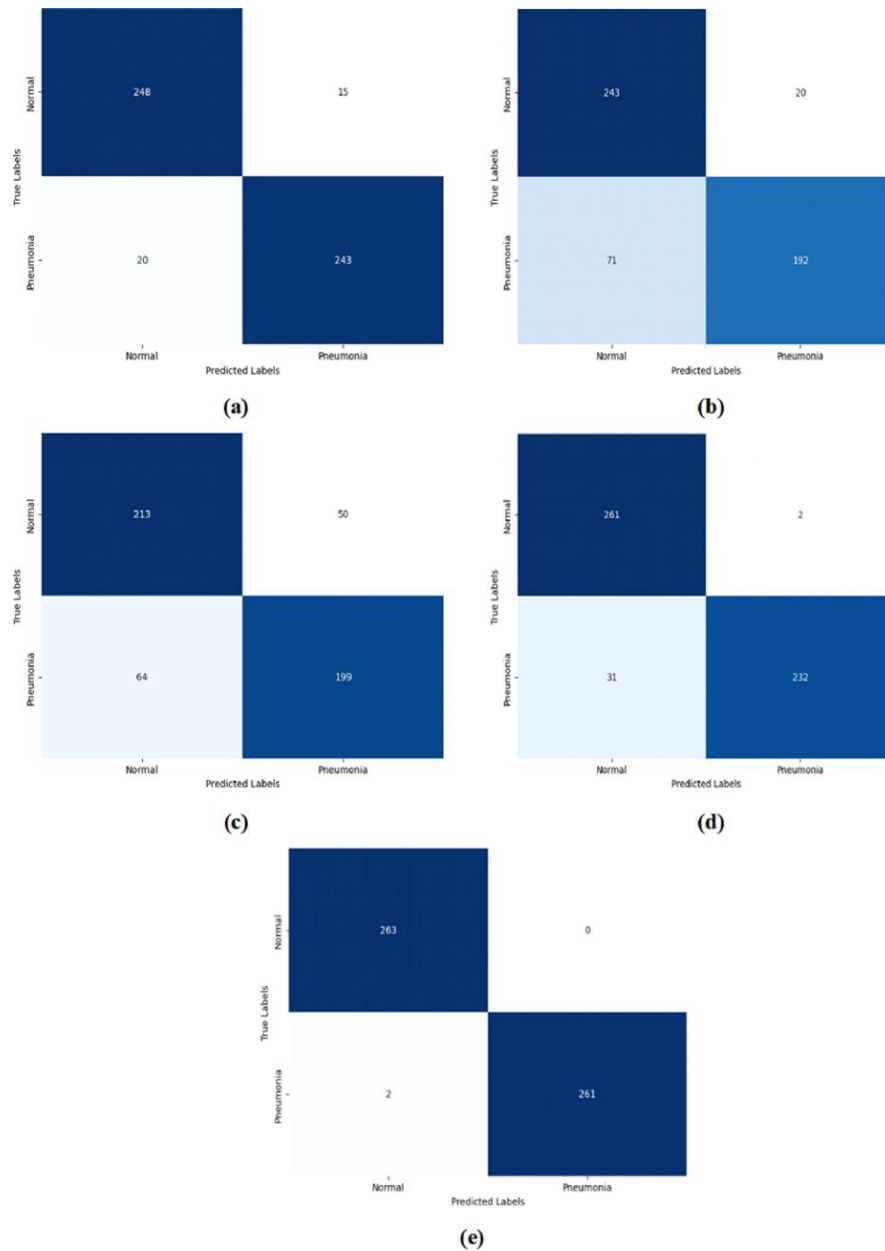 Normal
248
15
True Labels
Pneumonia
20
243
Normal
Pneumonia
Predicted Labels
(a)
Normal
243
20
True Labels
Pneumonia
71
192
Normal
Pneumonia
Predicted Labels
(b)
Normal
213
50
True Labels
Pneumonia
64
199
Normal
Pneumonia
Predicted Labels
(c)
Normal
261
2
True Labels
Pneumonia
31
232
Normal
Pneumonia
Predicted Labels
(d)
Normal
263
0
True Labels
Pneumonia
2
261
Normal
Pneumonia
Predicted Labels
(e)